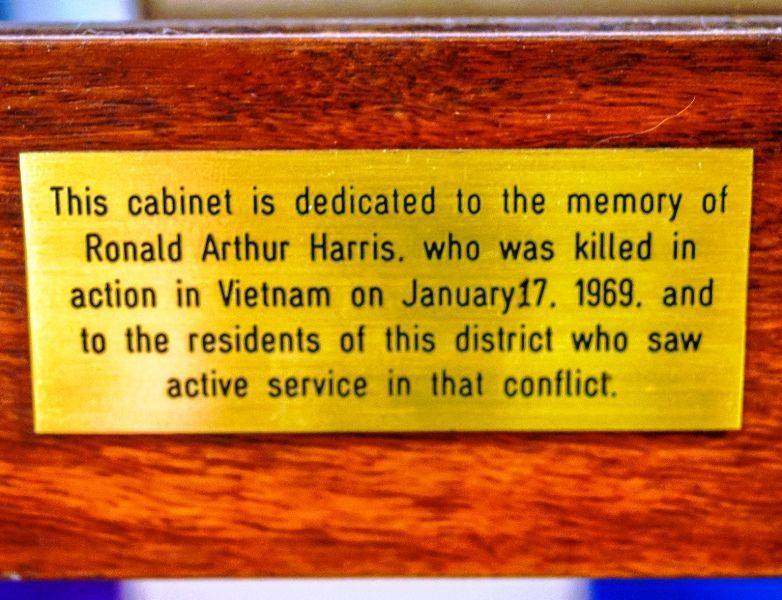 This cabinet is dedicated to the memory of
Ronald Arthur Harris, who was killed in
action in Vietnam on January17, 1969, and
to the residents of this district who saw
active service in that conflict.